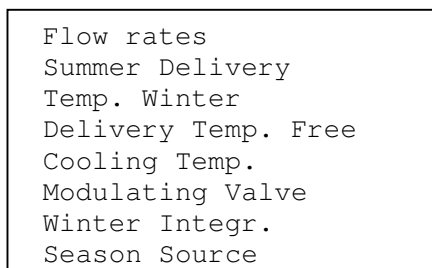 Flow rates
Summer Delivery
Temp. Winter
Delivery Temp. Free
Cooling Temp.
Modulating Valve
Winter Integr.
Season Source